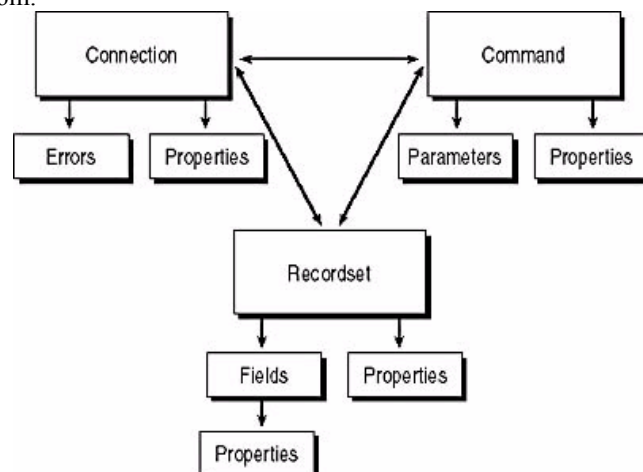 Connection
Command
Errors
Properties
Parameters
Properties
Recordset
Fields
Properties
Properties